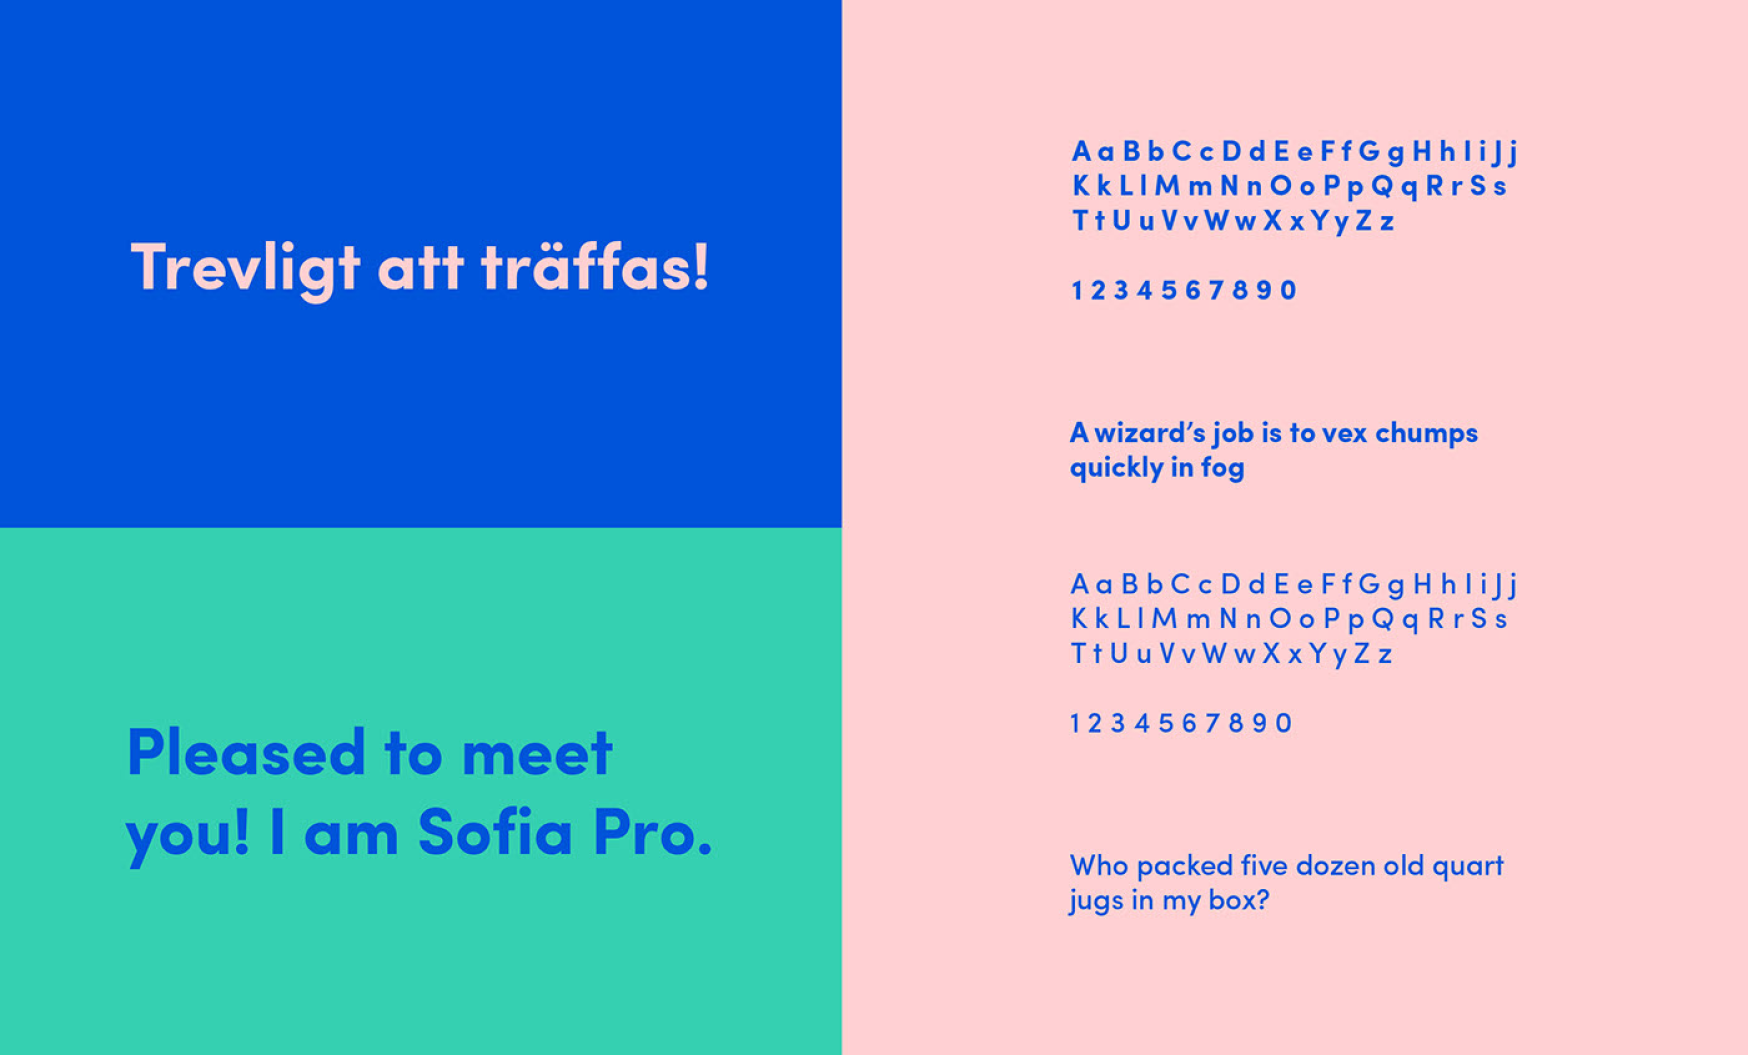 Trevligt att träffas!
Pleased to meet
you! I am Sofia Pro.
A a B b C c D d E e F f G g H h I i J j
K k L l M m N n O o P p Q q R r S s
T t U u V v W w X x Y y Z z
1 2 3 4 5 6 7 8 9 0
A wizard’s job is to vex chumps
quickly in fog
A a B b C c D d E e F f G g H h I i J j
K k L l M m N n O o P p Q q R r S s
T t U u V v W w X x Y y Z z
1 2 3 4 5 6 7 8 9 0
Who packed five dozen old quart
jugs in my box?